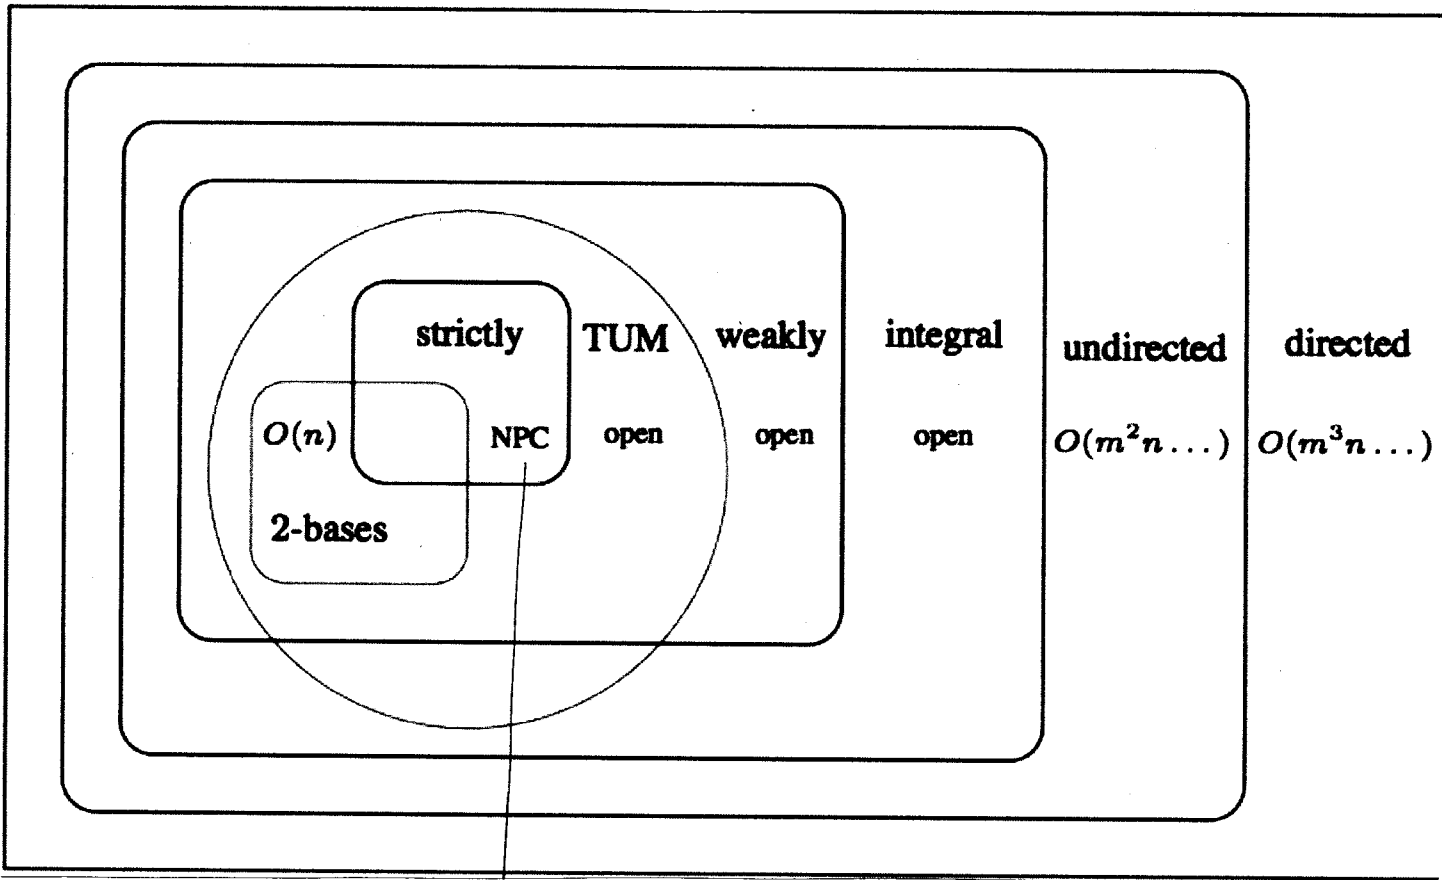 strictly TUM weakly integral undirected directed
O(n) NPC open open open O(m²n...) O(m³n...)
2-bases